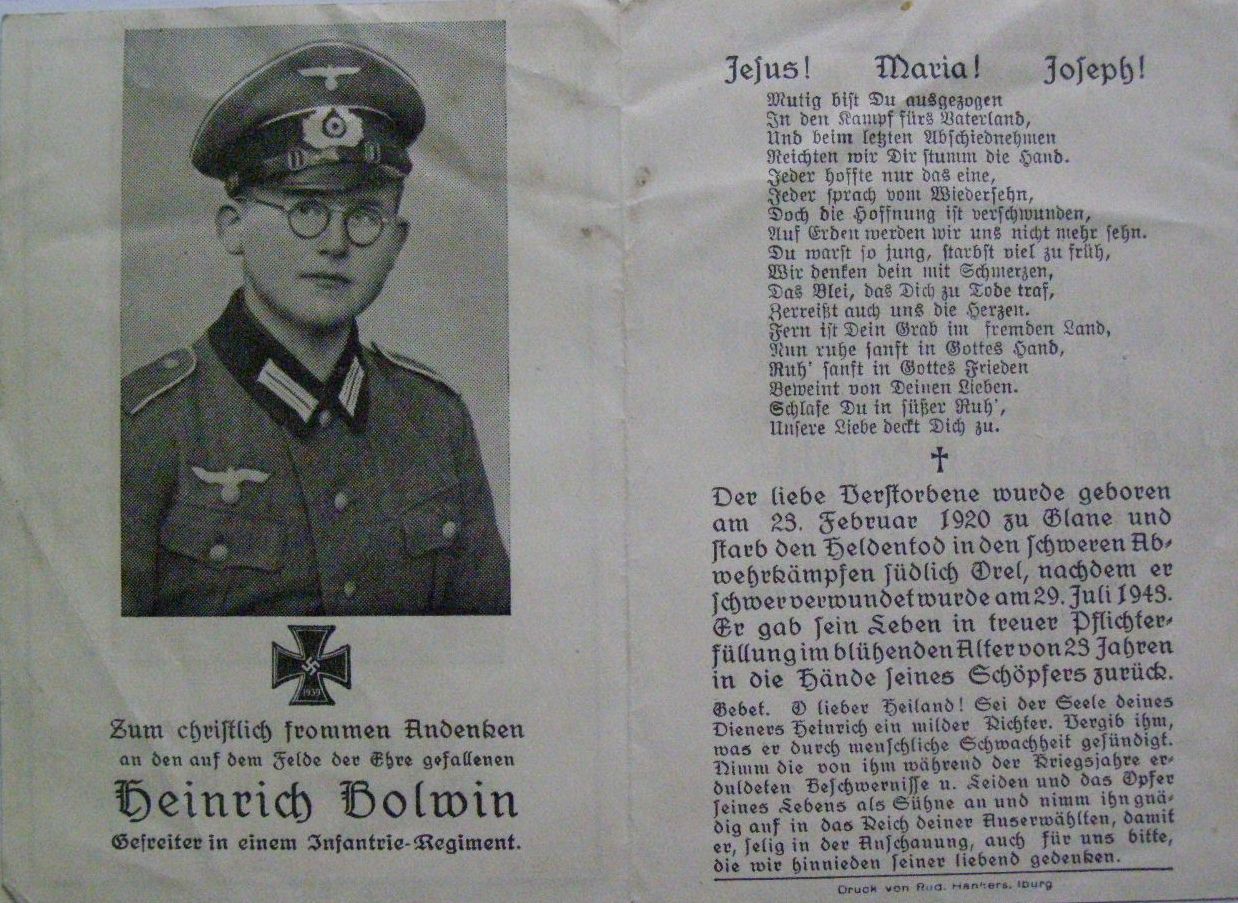 1939
Zum christlich frommen Andenken
an den auf dem Felde der Ehre gefallenen
Heinrich Bolwin
Gefreiter in einem Infantrie-Regiment.
Jesus! Maria! Joseph!
Mutig bist Du ausgezogen
In den Kampf fürs Vaterland,
Und beim letzten Abschiednehmen
Reichten wir Dir stumm die Hand.
Jeder hoffte nur das eine,
Jeder sprach vom Wiedersehn,
Doch die Hoffnung ist verschwunden,
Auf Erden werden wir uns nicht mehr sehn.
Du warst so jung, starbst viel zu früh,
Wir denken dein mit Schmerzen,
Das Blei, das Dich zu Tode traf,
Zerreißt auch uns die Herzen.
Fern ist Dein Grab im fremden Land,
Nun ruhe sanft in Gottes Hand,
Ruh' sanft in Gottes Frieden
Beweint von Deinen Lieben.
Schlafe Du in süßer Ruh',
Unsere Liebe deckt Dich zu.
Der liebe Verstorbene wurde geboren
am 23. Februar 1920 zu Glane und
starb den Heldentod in den schweren Ab-
wehrkämpfen südlich Orel, nachdem er
schwer verwundet wurde am 29. Juli 1943.
Er gab sein Leben in treuer Pflichter-
füllung im blühenden Alter von 23 Jahren
in die Hände seines Schöpfers zurück.
Gebet. O lieber Heiland! Sei der Seele deines
Dieners Heinrich ein milder Richter. Vergib ihm,
was er durch menschliche Schwachheit gesündigt.
Nimm die von ihm während der Kriegsjahre er-
duldeten Beschwernisse u. Leiden und das Opfer
seines Lebens als Sühne an und nimm ihn gnä-
dig auf in das Reich deiner Auserwählten, damit
er, selig in der Anschauung, auch für uns bitte,
die wir hinnieden seiner liebend gedenken.
Druck von Rud. Hankers, Iburg